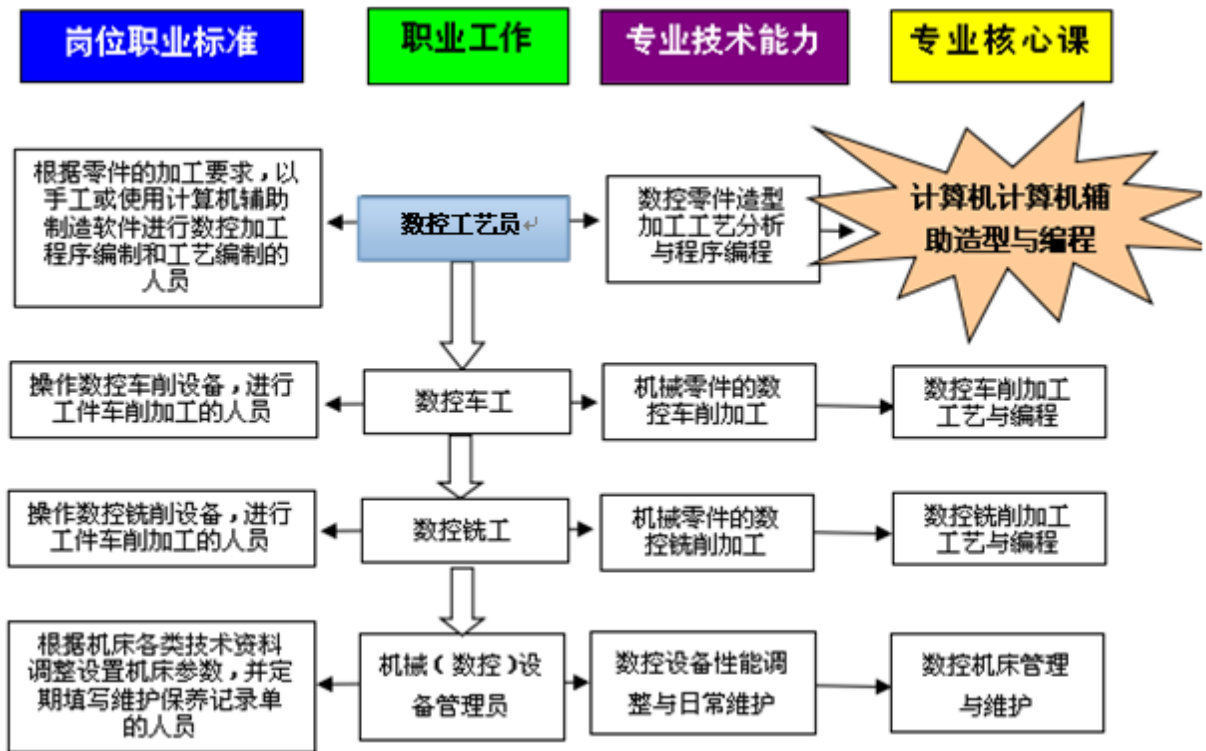 岗位职业标准
职业工作
专业技术能力
专业核心课
根据零件的加工要求，以
手工或使用计算机辅助
制造软件进行数控加工
程序编制和工艺编制的
人员
数控工艺员↵
数控零件造型
加工工艺分析
与程序编程
计算机计算机辅
助造型与编程
操作数控车削设备，进行
工件车削加工的人员
数控车工
机械零件的数
控车削加工
数控车削加工
工艺与编程
操作数控铣削设备，进行
工件车削加工的人员
数控铣工
机械零件的数
控铣削加工
数控铣削加工
工艺与编程
根据机床各类技术资料
调整设置机床参数，并定
期填写维护保养记录单
的人员
机械（数控）设
备管理员
数控设备性能调
整与日常维护
数控机床管理
与维护